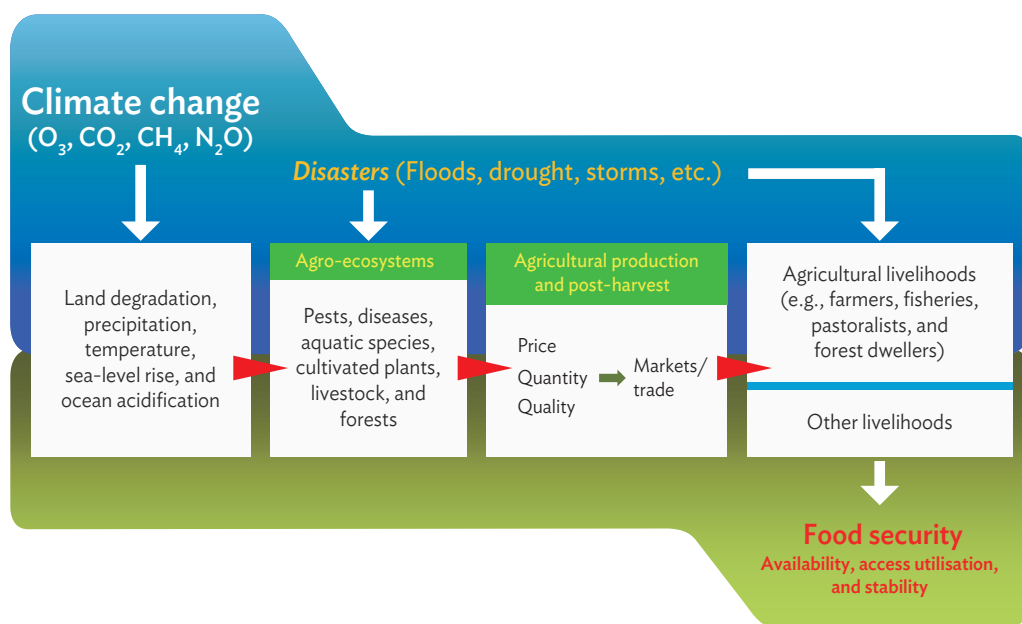 Climate change
(O₃, CO₂, CH₄, N₂O)
Disasters (Floods, drought, storms, etc.)
Land degradation,
precipitation,
temperature,
sea-level rise, and
ocean acidification
Agro-ecosystems
Pests, diseases,
aquatic species,
cultivated plants,
livestock, and
forests
Agricultural production
and post-harvest
Price
Quantity
Quality
Markets/
trade
Agricultural livelihoods
(e.g., farmers, fisheries,
pastoralists, and
forest dwellers)
Other livelihoods
Food security
Availability, access utilisation,
and stability